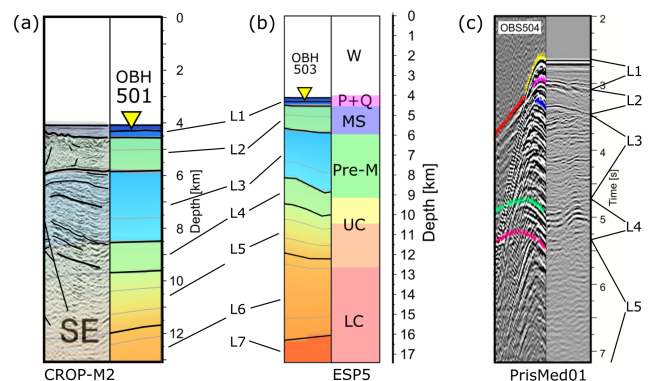 (a)
OBH
501
0
2
4
6
8
10
12
Depth [km]
SE
CROP-M2
L1
L2
L3
L4
L5
L6
L7
(b)
OBH
503
W
P+Q
MS
Pre-M
UC
LC
0
1
2
3
4
5
6
7
8
9
10
11
12
13
14
15
16
17
Depth [km]
ESP5
(c)
OBS504
2
3
4
5
6
7
Time [s]
L1
L2
L3
L4
L5
PrisMed01